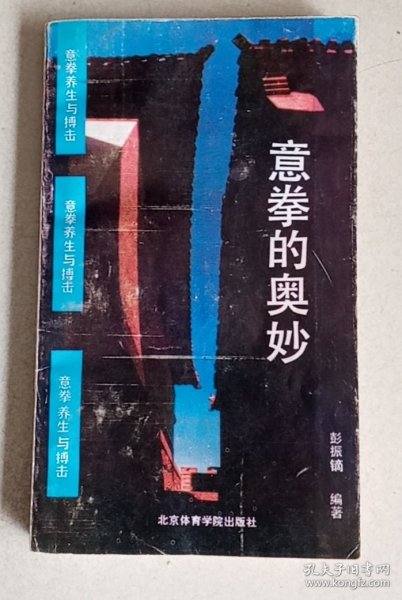 意拳养生与搏击
意拳养生与搏击
意拳养生与搏击
意拳的奥妙
彭振镝 编著
北京体育学院出版社
孔夫子旧书网
www.kongfz.com